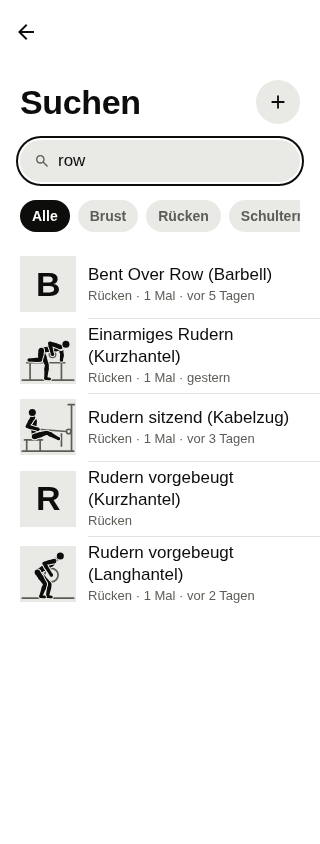 Suchen
row
Alle
Brust
Rücken
Schultern
B
Bent Over Row (Barbell)
Rücken · 1 Mal · vor 5 Tagen
Einarmiges Rudern
(Kurzhantel)
Rücken · 1 Mal · gestern
Rudern sitzend (Kabelzug)
Rücken · 1 Mal · vor 3 Tagen
R
Rudern vorgebeugt
(Kurzhantel)
Rücken
Rudern vorgebeugt
(Langhantel)
Rücken · 1 Mal · vor 2 Tagen